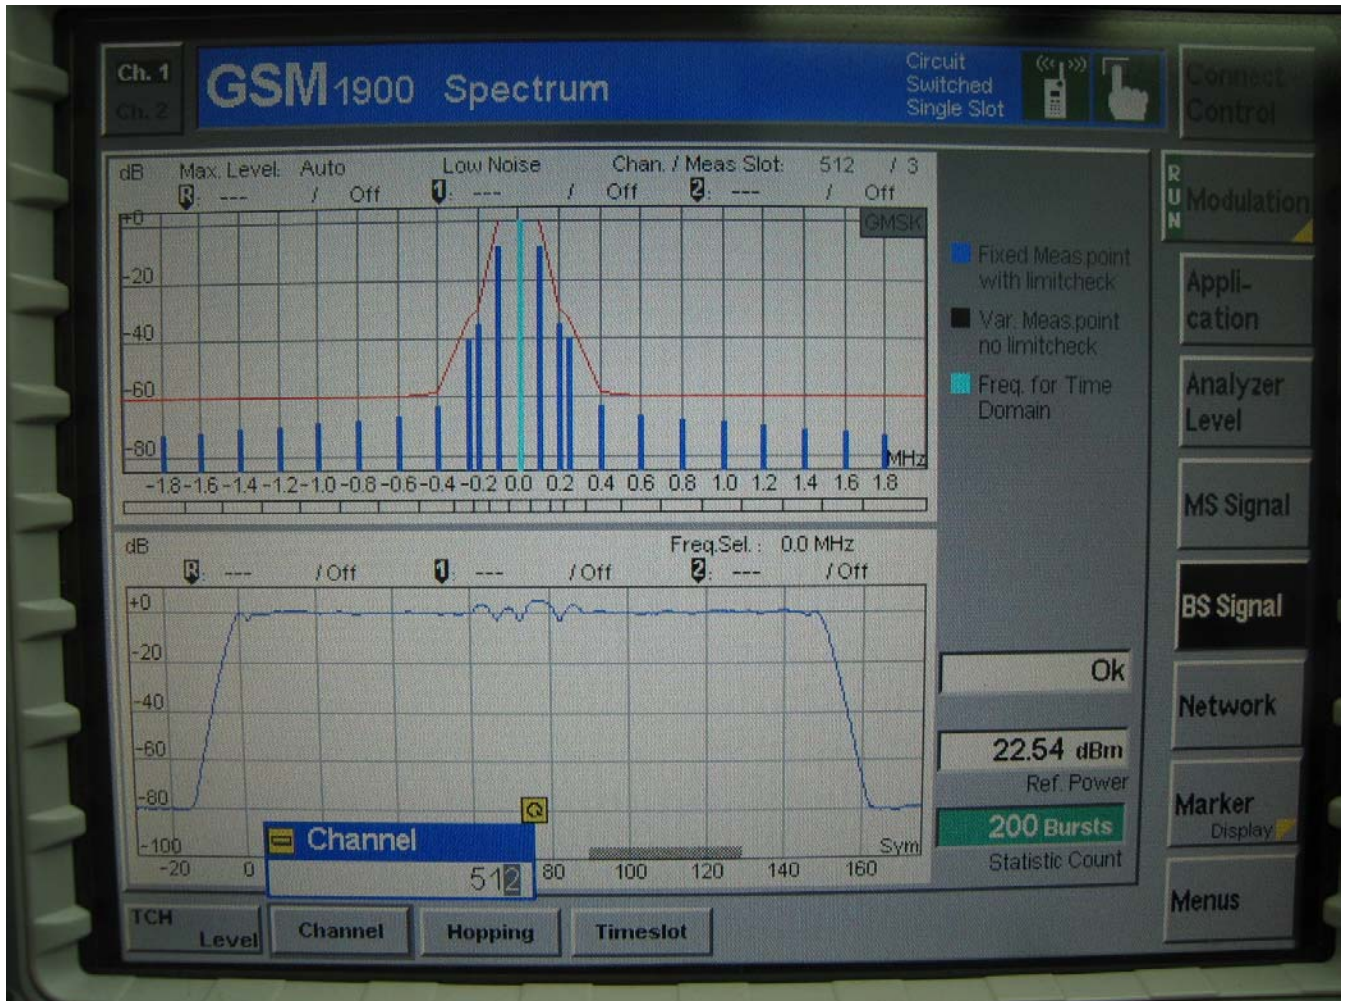 Ch. 1
Ch. 2
GSM 1900 Spectrum
Circuit
Switched
Single Slot
Connect
Control
dB Max. Level: Auto Low Noise Chan. / Meas Slot: 512 / 3
R: --- / Off 1: --- / Off 2: --- / Off
+0
GMSK
-20
-40
-60
-80
MHz
-1.8 -1.6 -1.4 -1.2 -1.0 -0.8 -0.6 -0.4 -0.2 0.0 0.2 0.4 0.6 0.8 1.0 1.2 1.4 1.6 1.8
Fixed Meas.point
with limitcheck
Var. Meas.point
no limitcheck
Freq. for Time
Domain
dB Freq.Sel. : 0.0 MHz
R: --- / Off 1: --- / Off 2: --- / Off
+0
-20
-40
-60
-80
-100
Sym
-20 0 80 100 120 140 160
Channel
512
Ok
22.54 dBm
Ref. Power
200 Bursts
Statistic Count
RUN
Modulation
Appli-
cation
Analyzer
Level
MS Signal
BS Signal
Network
Marker
Display
Menus
TCH
Level
Channel
Hopping
Timeslot